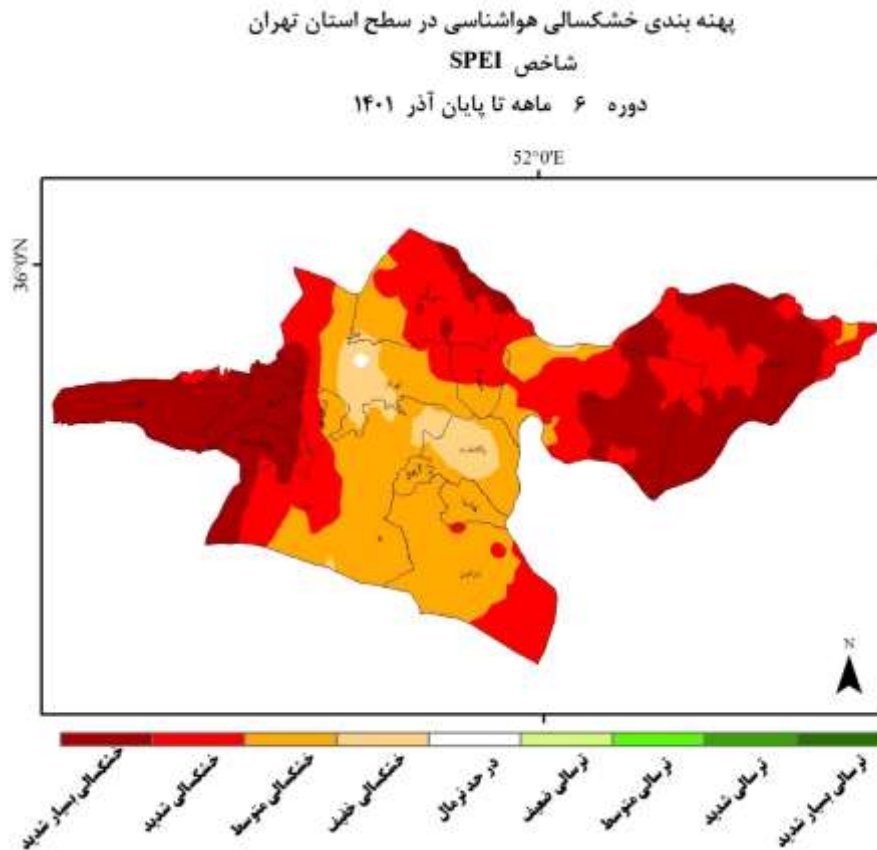 پهنه بندی خشکسالی هواشناسی در سطح استان تهران
شاخص SPEI
دوره ۶ ماهه تا پایان آذر ۱۴۰۱
52°0'E
36°0'N
N
خشکسالی بسیار شدید
خشکسالی شدید
خشکسالی متوسط
خشکسالی خفیف
در حد نرمال
ترسالی ضعیف
ترسالی متوسط
ترسالی شدید
ترسالی بسیار شدید